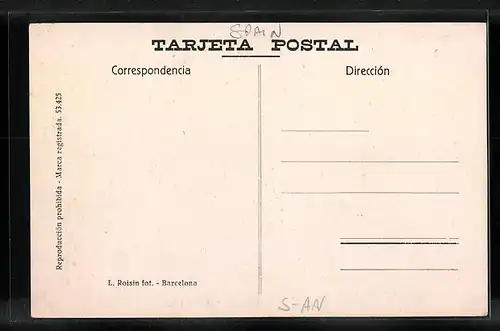 SPAIN
TARJETA POSTAL
Correspondencia
Dirección
Reproducción prohibida - Marca registrada. 53.425
L. Roisin fot. - Barcelona
S-AN